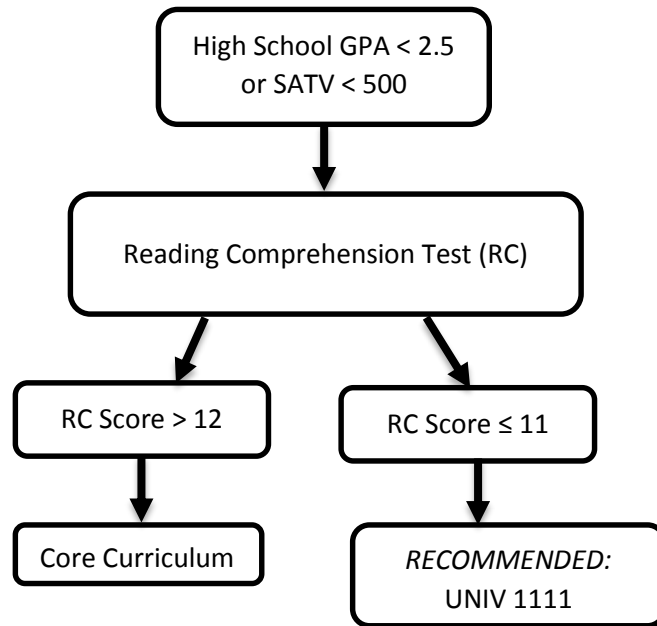 High School GPA < 2.5
or SATV < 500
Reading Comprehension Test (RC)
RC Score > 12
RC Score ≤ 11
Core Curriculum
RECOMMENDED:
UNIV 1111